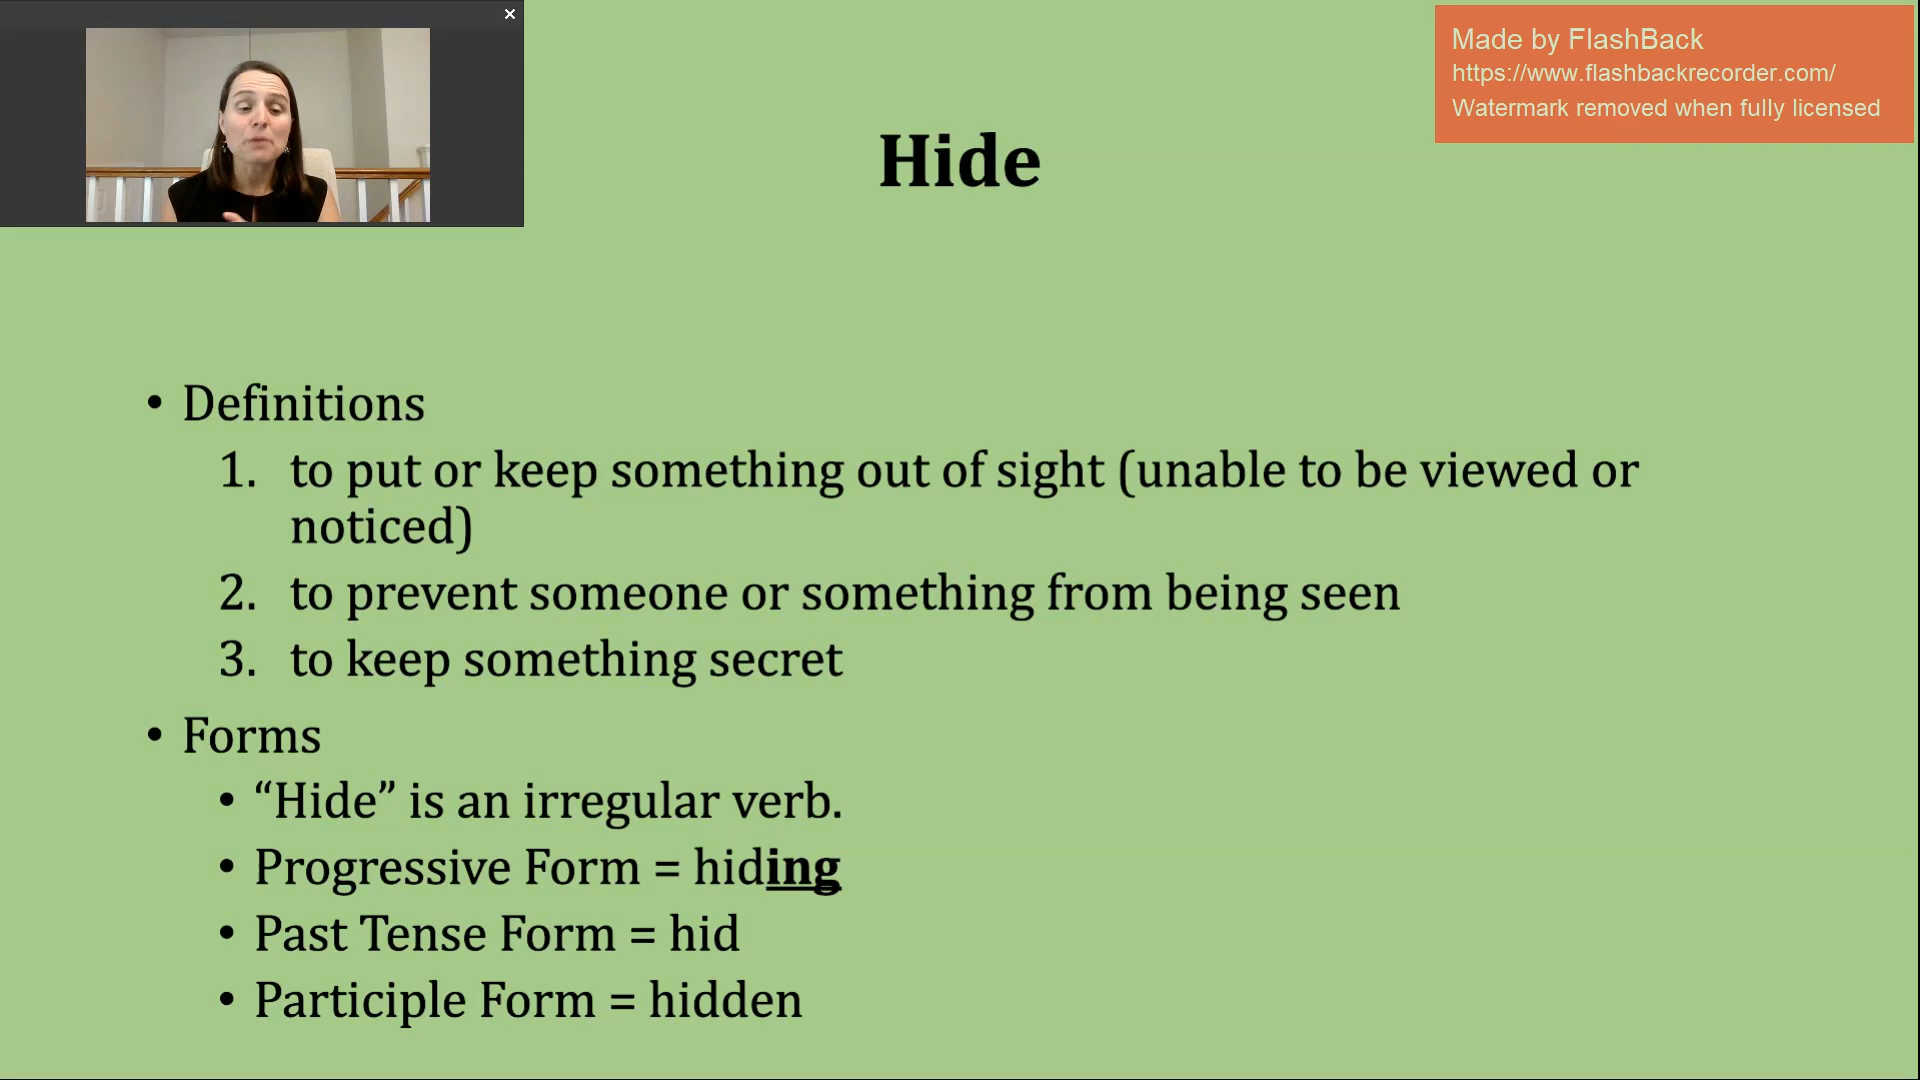 Made by FlashBack
https://www.flashbackrecorder.com/
Watermark removed when fully licensed
Hide
• Definitions
1. to put or keep something out of sight (unable to be viewed or
noticed)
2. to prevent someone or something from being seen
3. to keep something secret
• Forms
• “Hide” is an irregular verb.
• Progressive Form = hiding
• Past Tense Form = hid
• Participle Form = hidden